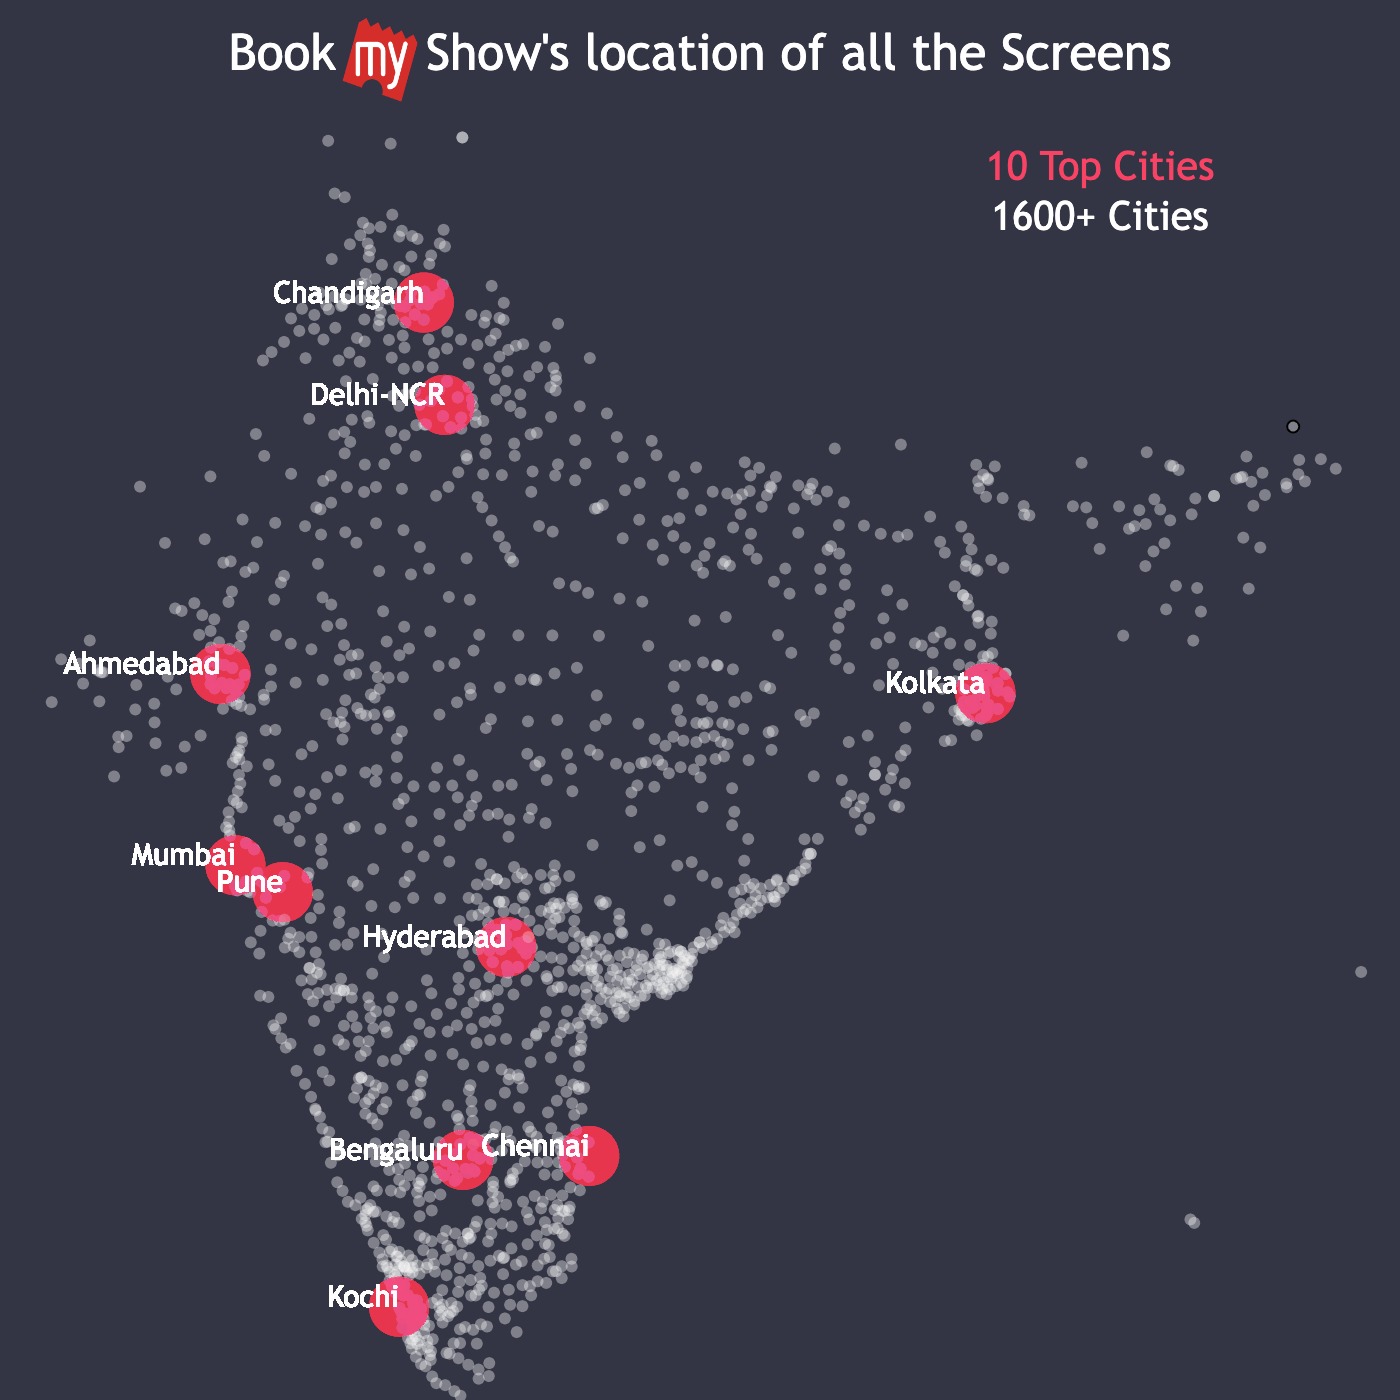 Book my Show's location of all the Screens
10 Top Cities
1600+ Cities
Chandigarh
Delhi-NCR
Ahmedabad
Kolkata
Mumbai
Pune
Hyderabad
Bengaluru
Chennai
Kochi